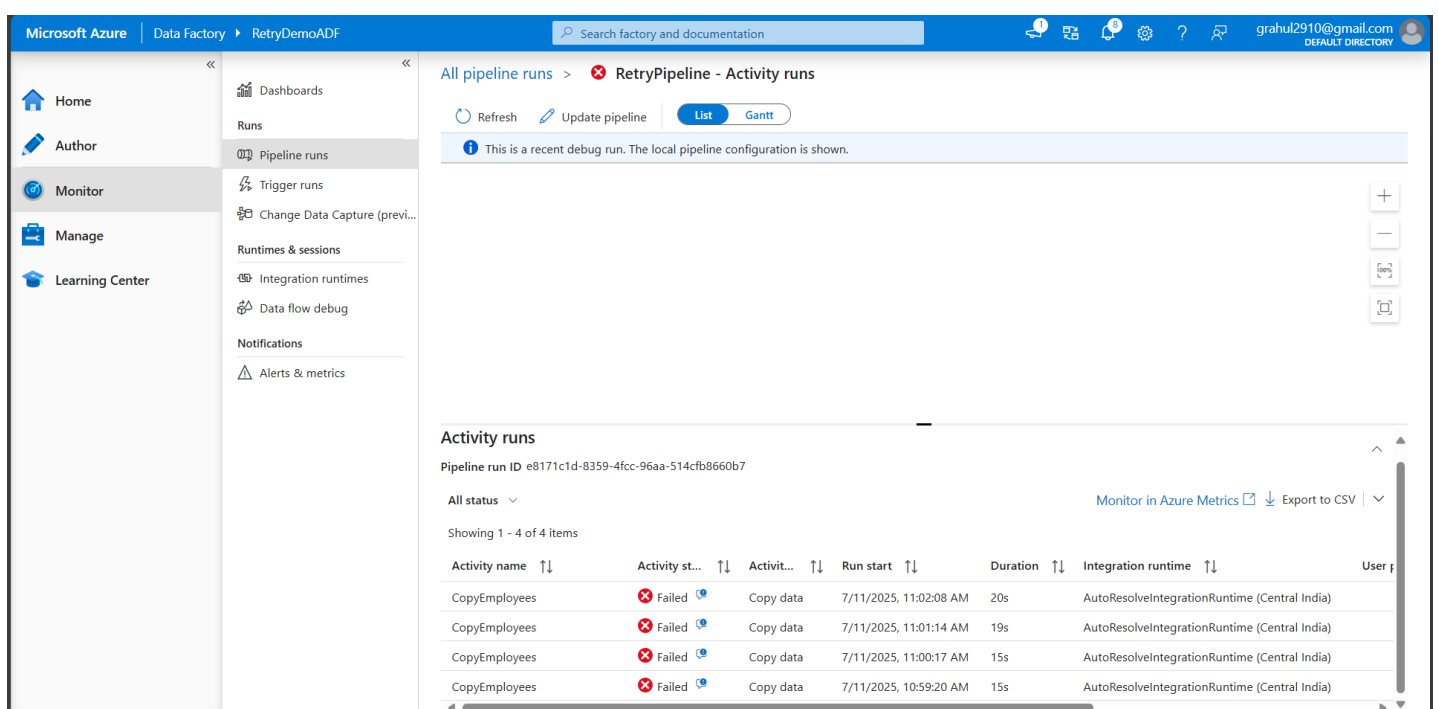 Microsoft Azure | Data Factory ▸ RetryDemoADF
Search factory and documentation
1
8
grahul2910@gmail.com
DEFAULT DIRECTORY
Home
Author
Monitor
Manage
Learning Center
Dashboards
Runs
Pipeline runs
Trigger runs
Change Data Capture (previ...
Runtimes & sessions
Integration runtimes
Data flow debug
Notifications
Alerts & metrics
All pipeline runs > RetryPipeline - Activity runs
Refresh Update pipeline List Gantt
This is a recent debug run. The local pipeline configuration is shown.
100%
Activity runs
Pipeline run ID e8171c1d-8359-4fcc-96aa-514cfb8660b7
All status
Monitor in Azure Metrics Export to CSV
Showing 1 - 4 of 4 items
Activity name Activity st... Activit... Run start Duration Integration runtime User p
CopyEmployees Failed Copy data 7/11/2025, 11:02:08 AM 20s AutoResolveIntegrationRuntime (Central India)
CopyEmployees Failed Copy data 7/11/2025, 11:01:14 AM 19s AutoResolveIntegrationRuntime (Central India)
CopyEmployees Failed Copy data 7/11/2025, 11:00:17 AM 15s AutoResolveIntegrationRuntime (Central India)
CopyEmployees Failed Copy data 7/11/2025, 10:59:20 AM 15s AutoResolveIntegrationRuntime (Central India)